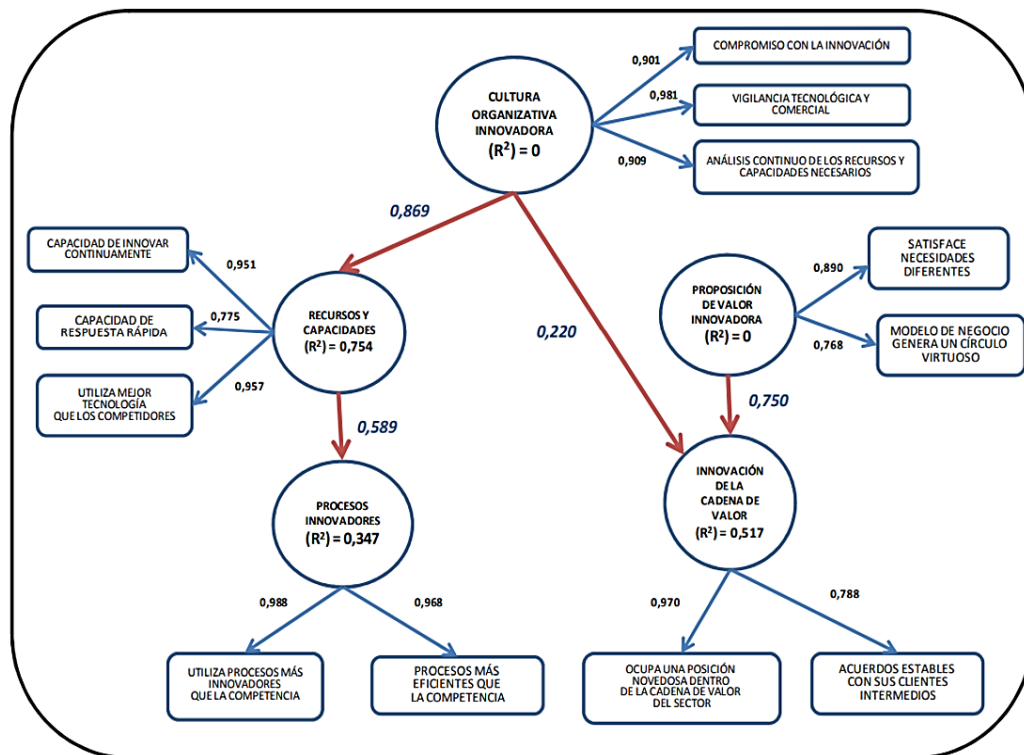 COMPROMISO CON LA INNOVACIÓN
0,901
CULTURA
ORGANIZATIVA
INNOVADORA
(R²) = 0
0,981
VIGILANCIA TECNOLÓGICA Y
COMERCIAL
0,909
ANÁLISIS CONTINUO DE LOS RECURSOS Y
CAPACIDADES NECESARIOS
0,869
CAPACIDAD DE INNOVAR
CONTINUAMENTE
0,951
CAPACIDAD DE
RESPUESTA RÁPIDA
0,775
UTILIZA MEJOR
TECNOLOGÍA
QUE LOS COMPETIDORES
0,957
RECURSOS Y
CAPACIDADES
(R²) = 0,754
0,220
PROPOSICIÓN
DE VALOR
INNOVADORA
(R²) = 0
0,890
SATISFACE
NECESIDADES
DIFERENTES
0,768
MODELO DE NEGOCIO
GENERA UN CÍRCULO
VIRTUOSO
0,589
0,750
PROCESOS
INNOVADORES
(R²) = 0,347
INNOVACIÓN
DE LA
CADENA DE
VALOR
(R²) = 0,517
0,988
0,968
0,970
0,788
UTILIZA PROCESOS MÁS
INNOVADORES
QUE LA COMPETENCIA
PROCESOS MÁS
EFICIENTES QUE
LA COMPETENCIA
OCUPA UNA POSICIÓN
NOVEDOSA DENTRO
DE LA CADENA DE VALOR
DEL SECTOR
ACUERDOS ESTABLES
CON SUS CLIENTES
INTERMEDIOS